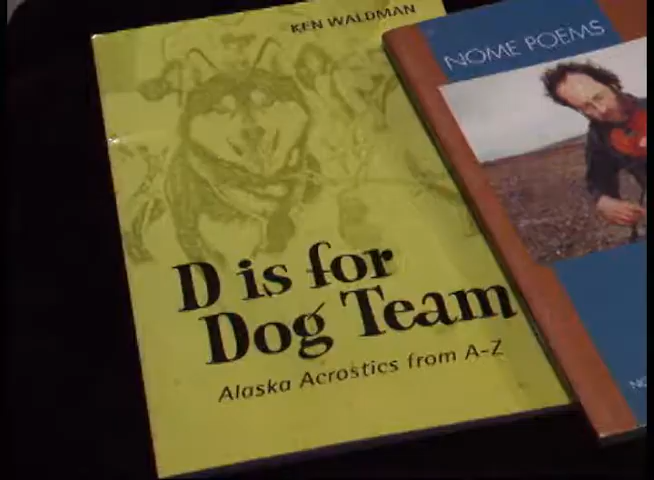 KEN WALDMAN
D is for
Dog Team
Alaska Acrostics from A-Z
NOME POEMS